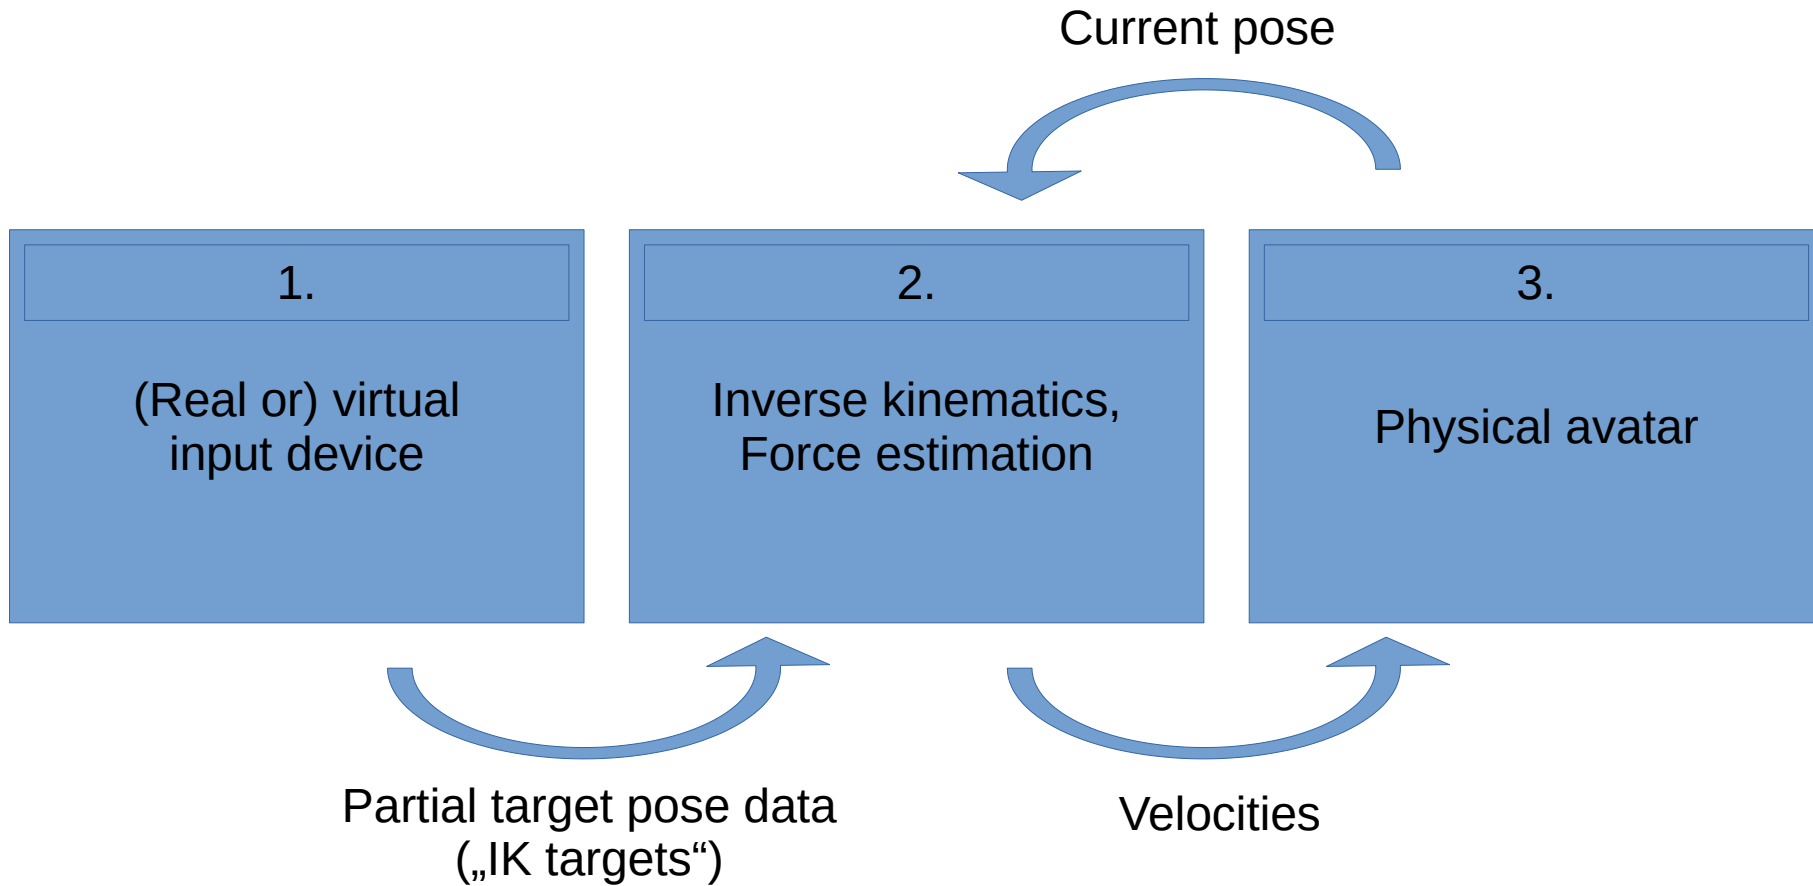 Current pose
1.
(Real or) virtual
input device
2.
Inverse kinematics,
Force estimation
3.
Physical avatar
Partial target pose data
(„IK targets“)
Velocities